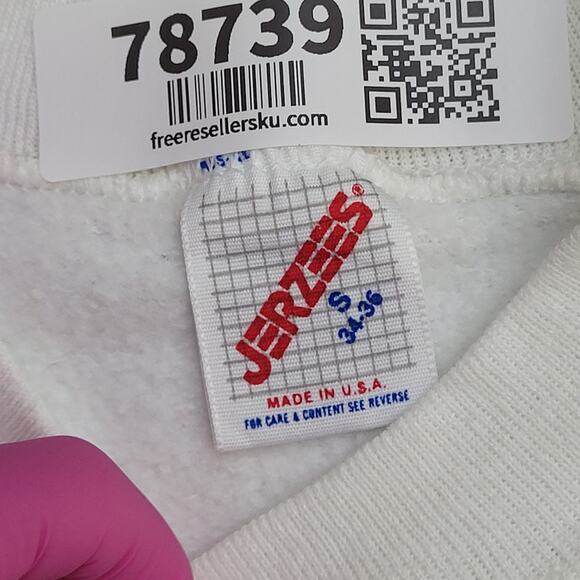 78739
freeresellersku.com
JERZEES®
S
34-36
MADE IN U.S.A.
FOR CARE & CONTENT SEE REVERSE